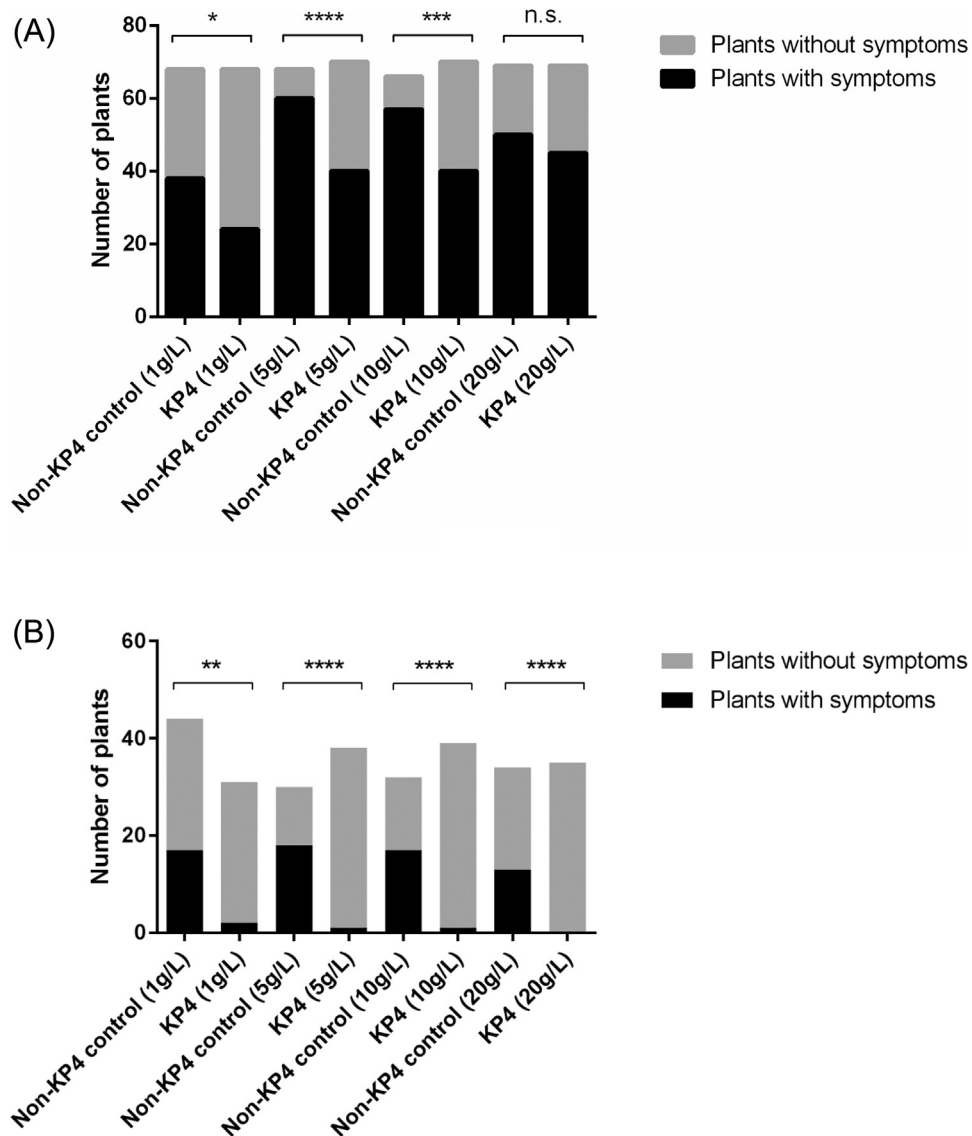 (A)
* **** *** n.s.
80
60
40
20
0
Number of plants
Plants without symptoms
Plants with symptoms
Non-KP4 control (1g/L)
KP4 (1g/L)
Non-KP4 control (5g/L)
KP4 (5g/L)
Non-KP4 control (10g/L)
KP4 (10g/L)
Non-KP4 control (20g/L)
KP4 (20g/L)
(B)
** **** **** ****
60
40
20
0
Number of plants
Plants without symptoms
Plants with symptoms
Non-KP4 control (1g/L)
KP4 (1g/L)
Non-KP4 control (5g/L)
KP4 (5g/L)
Non-KP4 control (10g/L)
KP4 (10g/L)
Non-KP4 control (20g/L)
KP4 (20g/L)